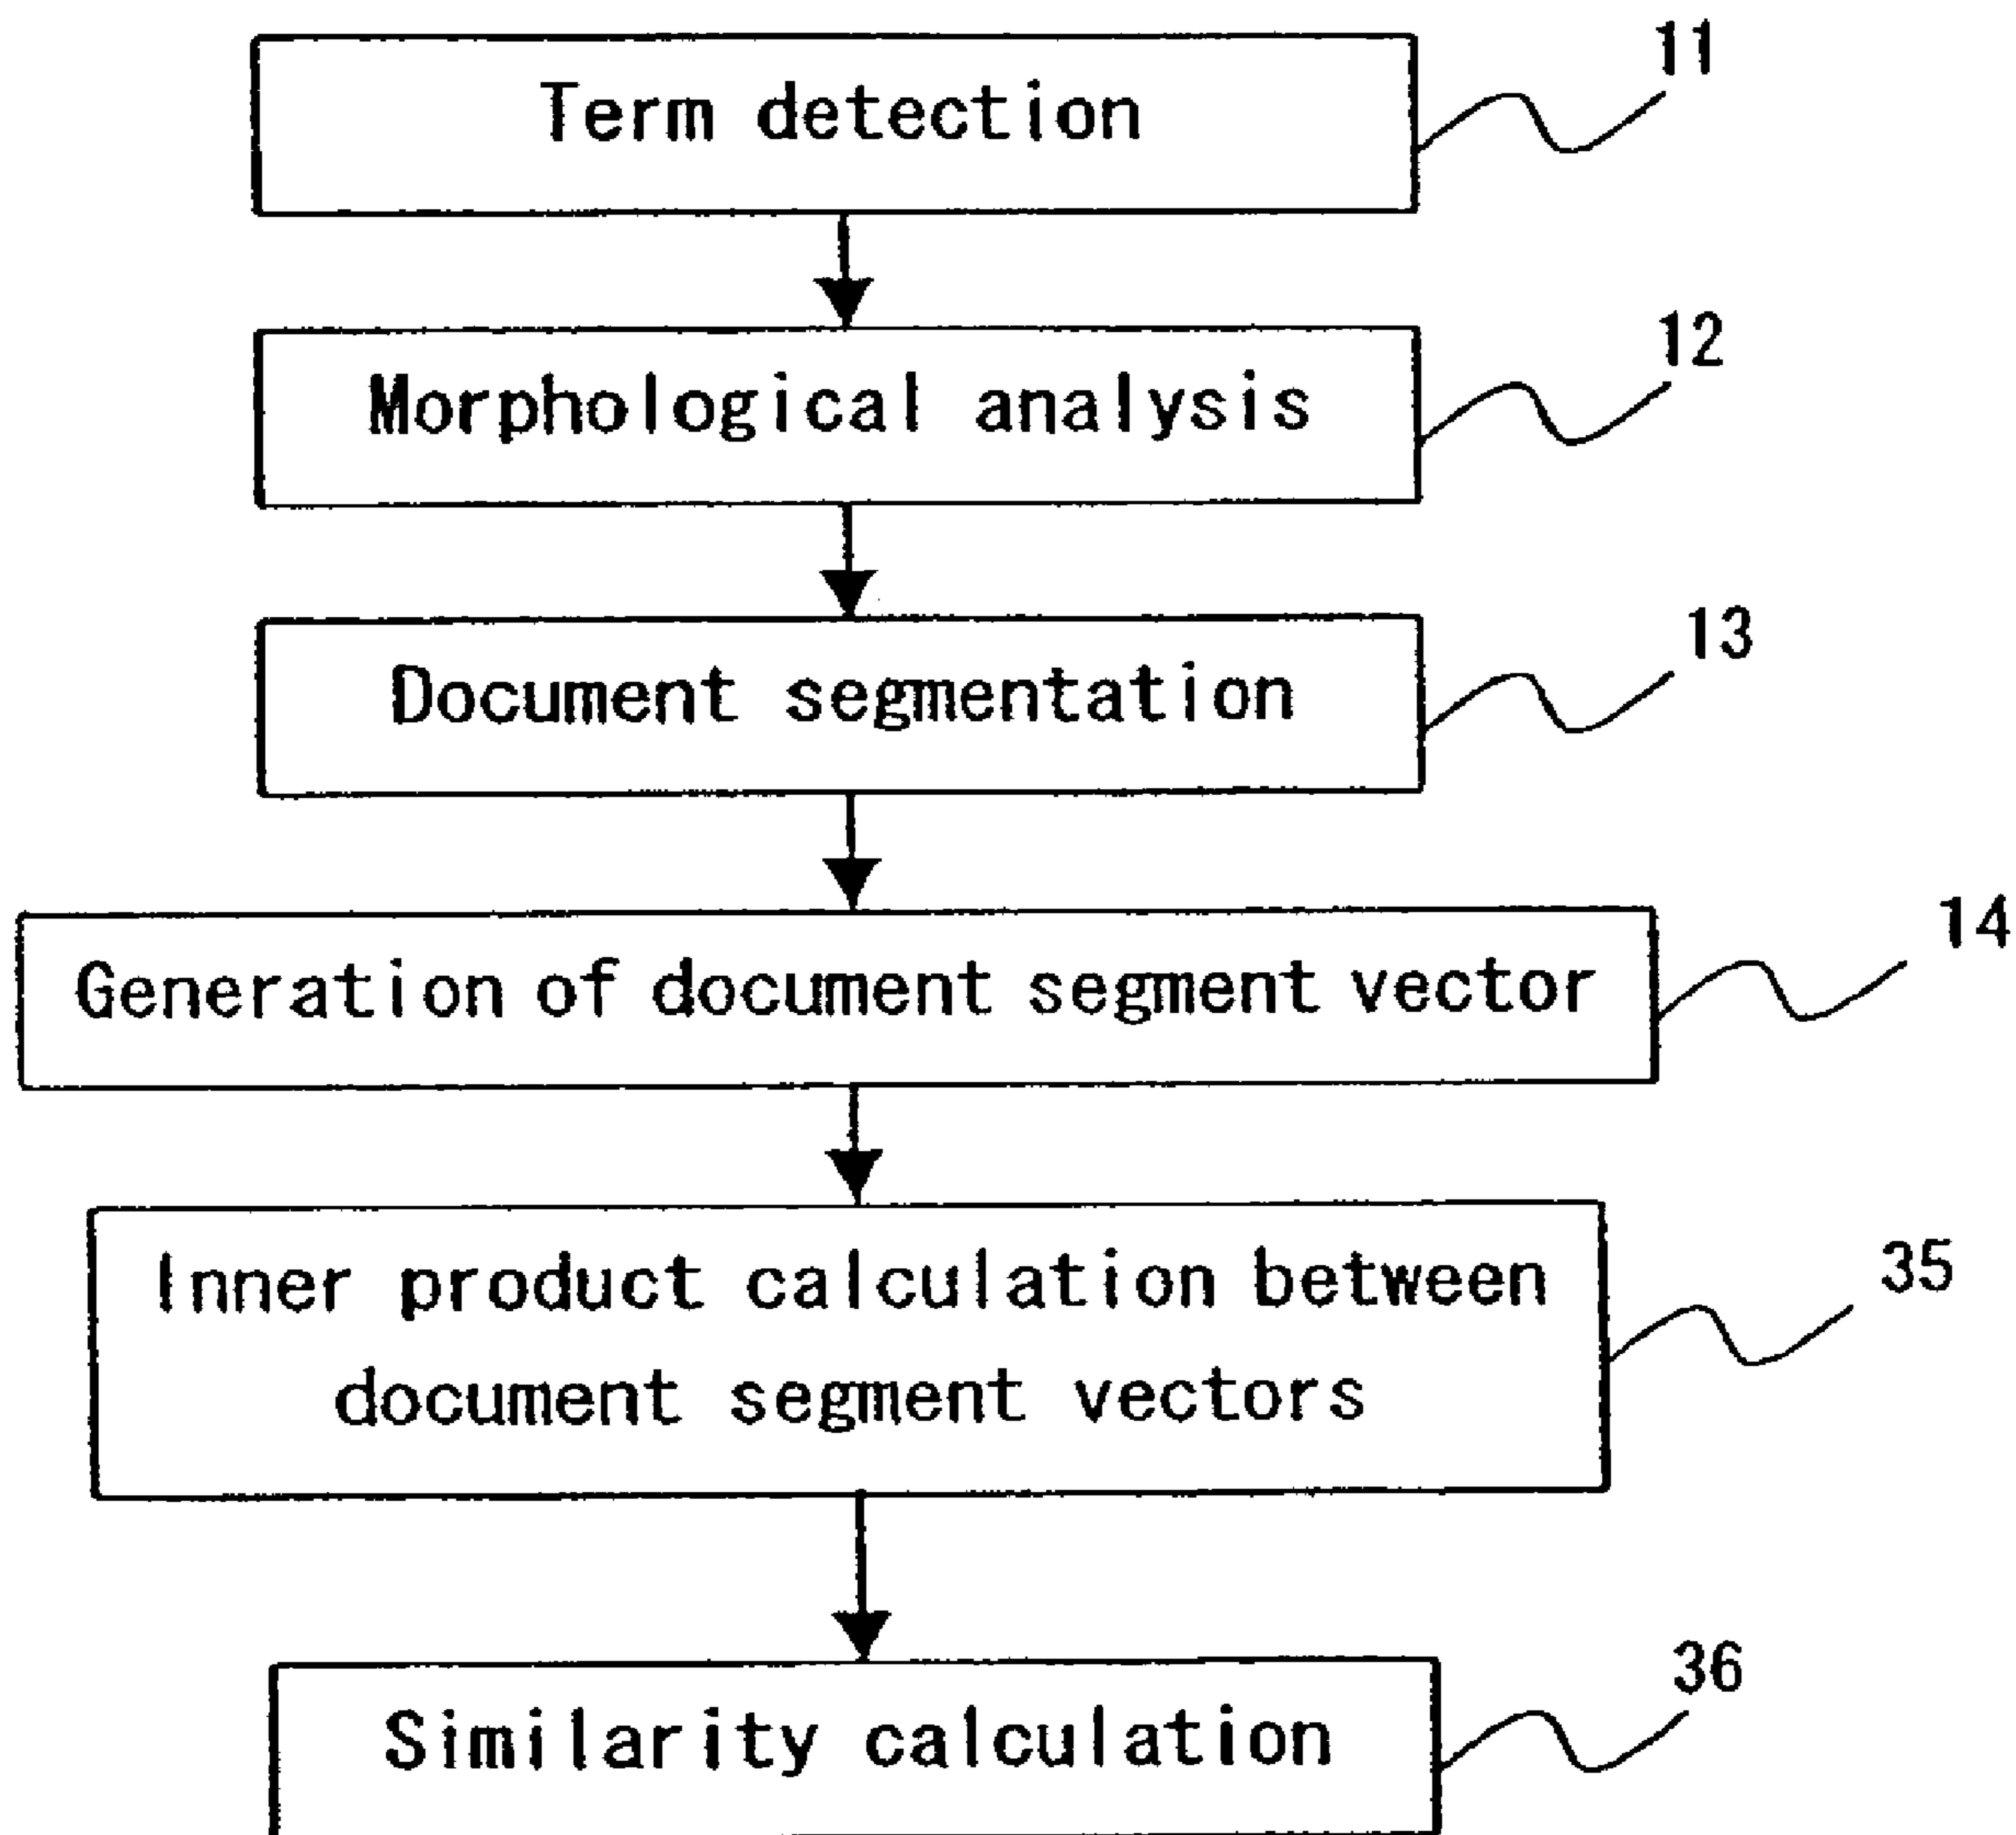 11
Term detection
12
Morphological analysis
13
Document segmentation
14
Generation of document segment vector
35
Inner product calculation between
document segment vectors
36
Similarity calculation